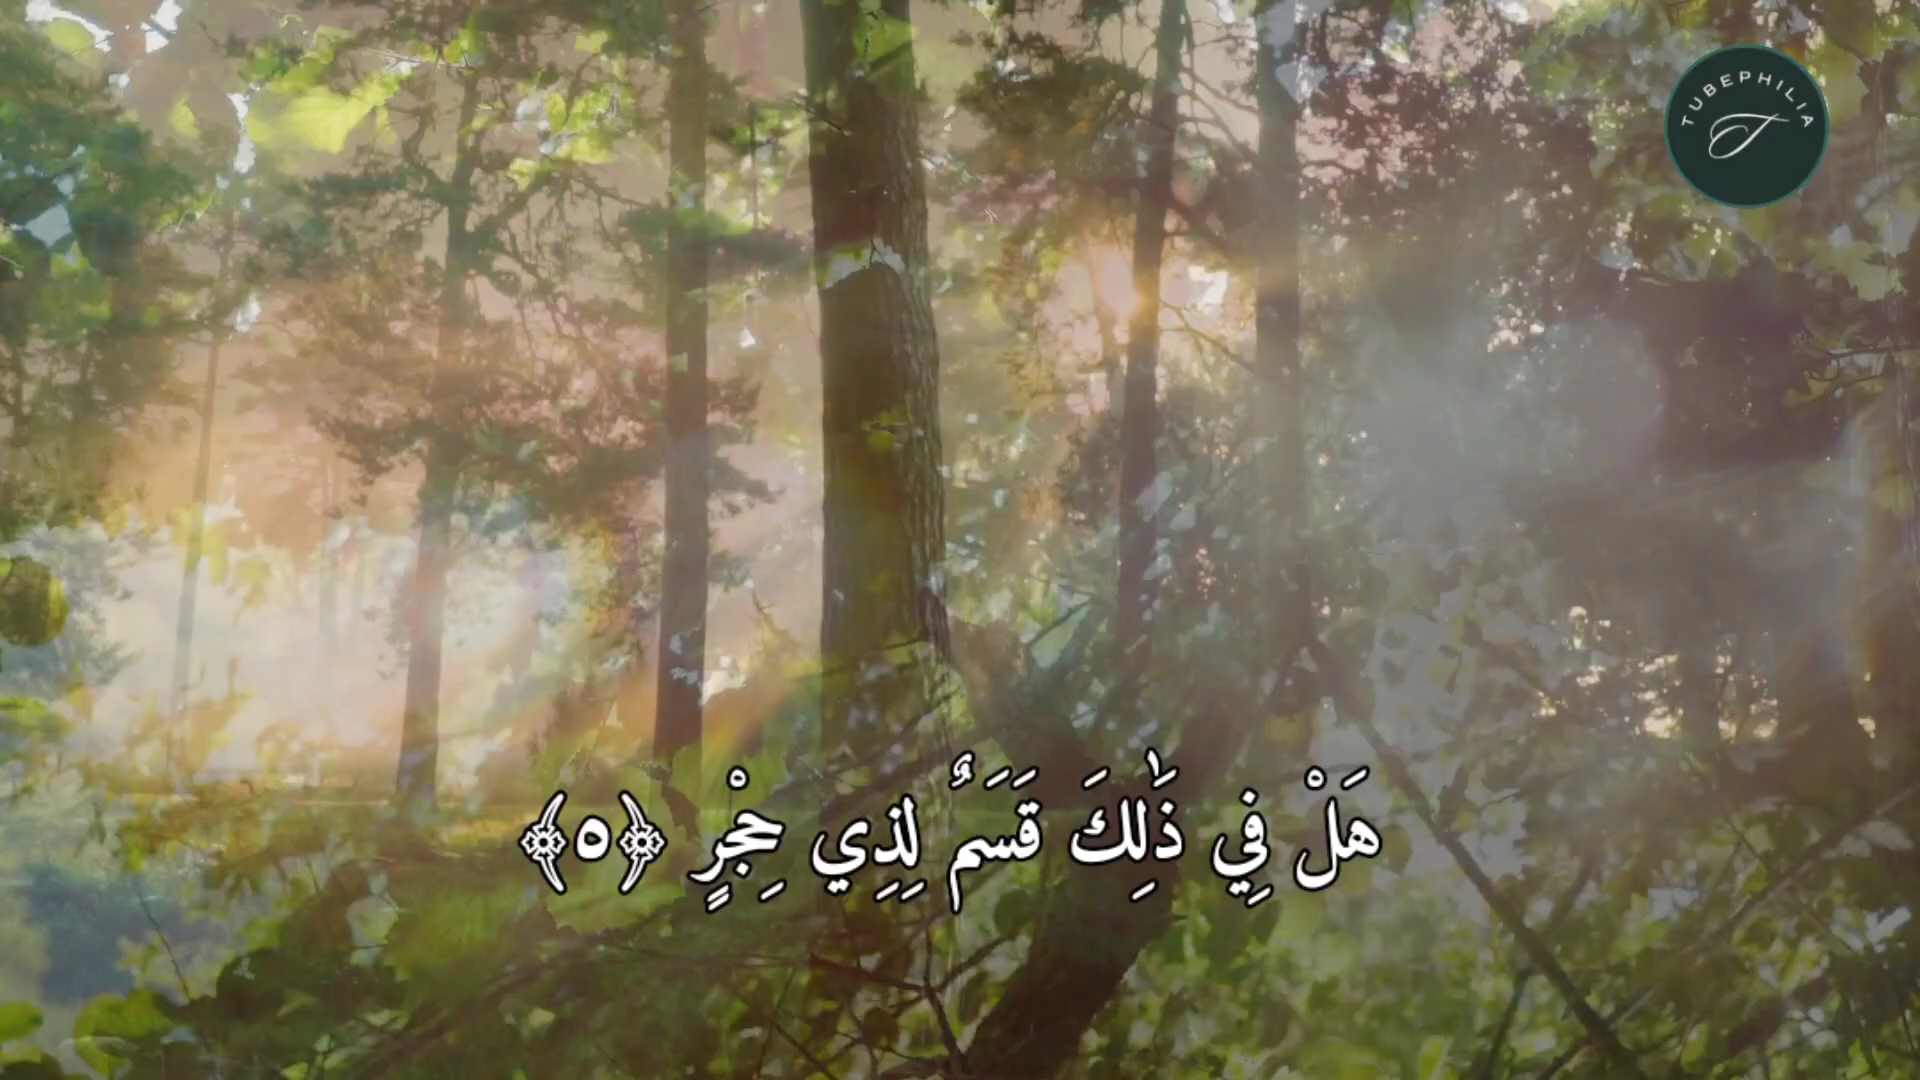 TUBEPHILIA
هَلْ فِي ذَٰلِكَ قَسَمٌ لِذِي حِجْرٍ ﴿٥﴾